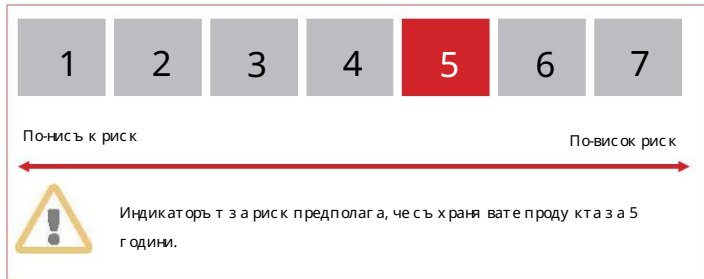 1 2 3 4 5 6 7
По-нисък риск
По-висок риск
Индикаторът за риск предполага, че съхранявате продукта за 5
години.